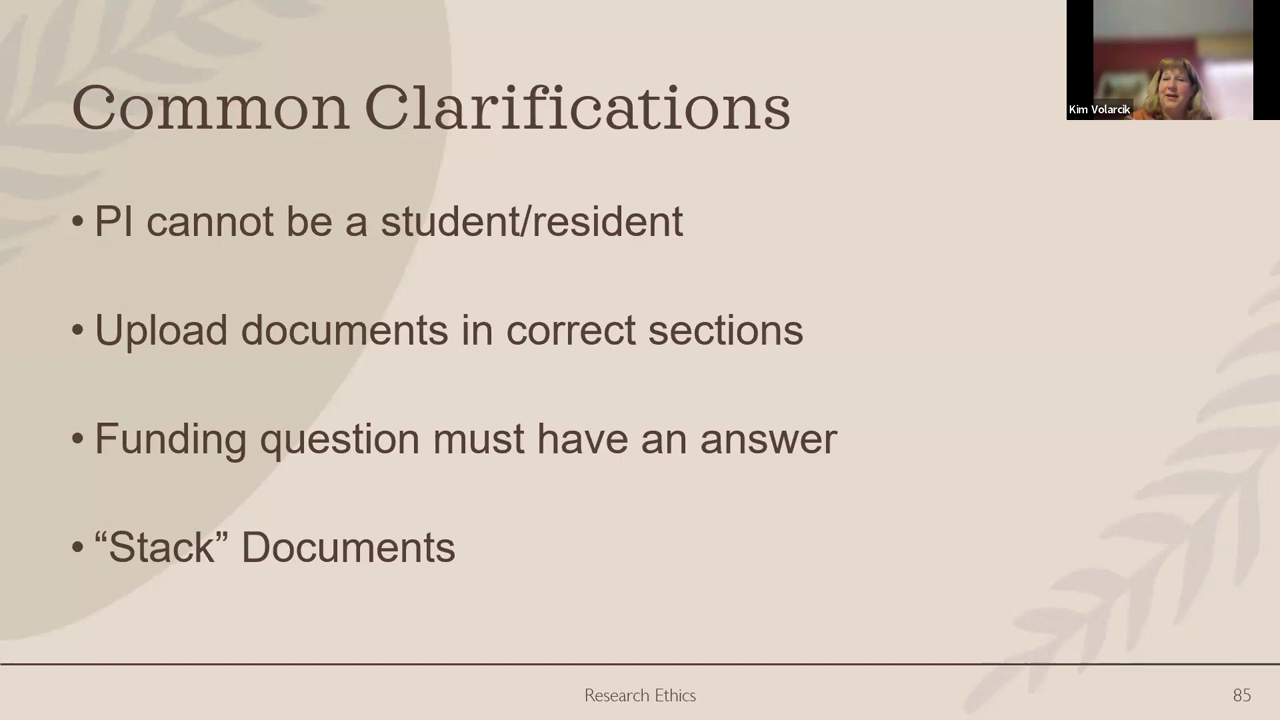 Common Clarifications
Kim Volarcik
• PI cannot be a student/resident
• Upload documents in correct sections
• Funding question must have an answer
• “Stack” Documents
Research Ethics
85